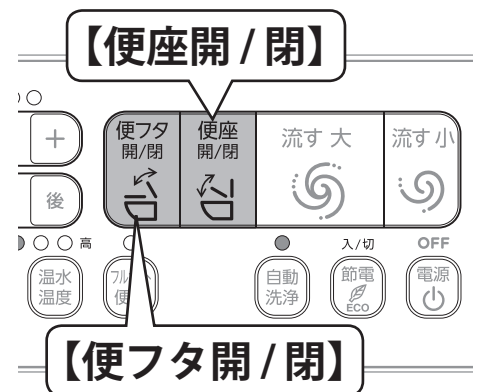 【便座開 / 閉】
+
便フタ
開/閉
便座
開/閉
流す 大
流す 小
後
高
入/切
OFF
温水
温度
自動
洗浄
節電
ECO
電源
【便フタ開 / 閉】